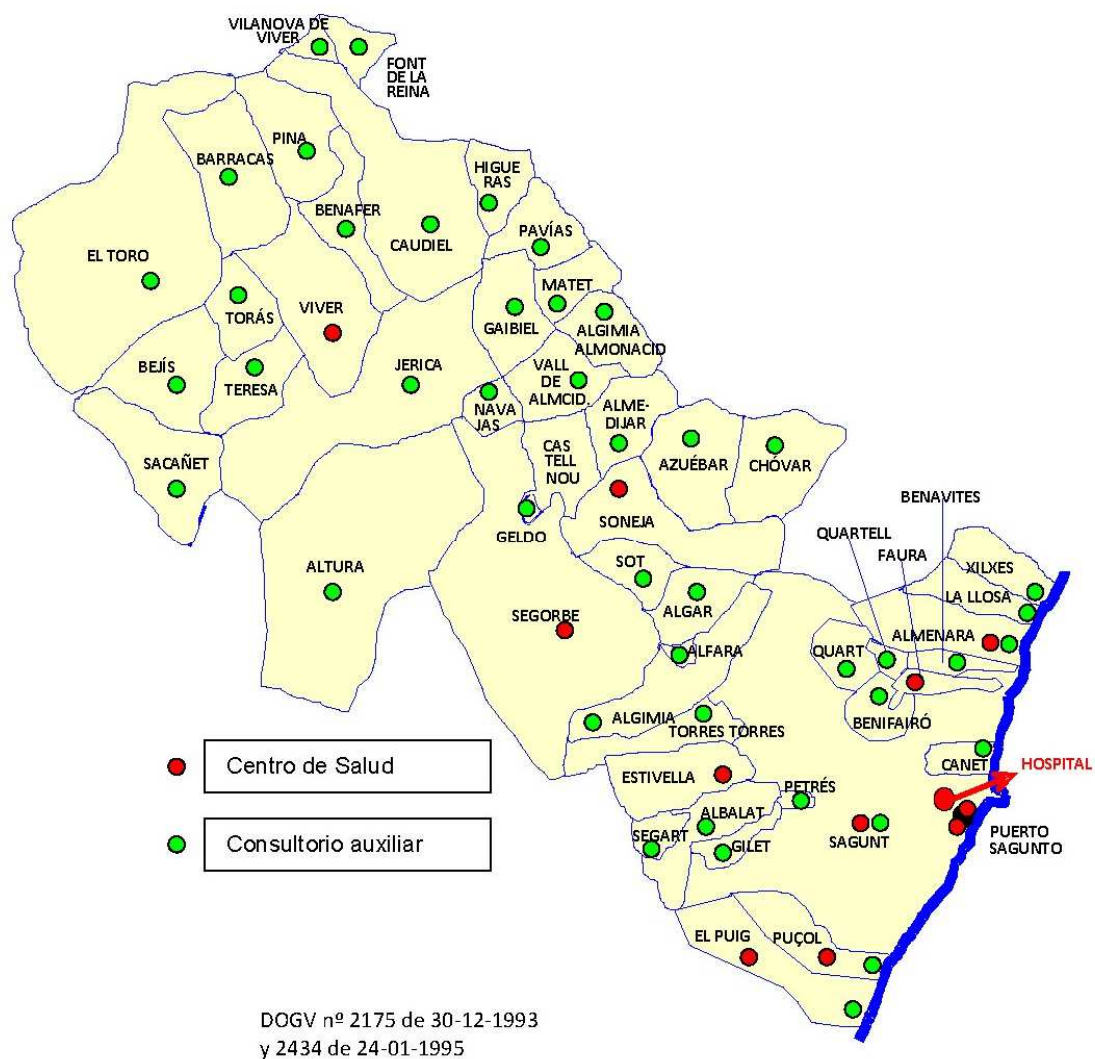 VILANOVA DE
VIVER
FONT
DE LA
REINA
PINA
BARRACAS
HIGUE
RAS
BENAFER
CAUDIEL
PAVÍAS
EL TORO
MATET
TORÁS
VIVER
GAIBIEL
ALGIMIA
ALMONACID
BEJÍS
TERESA
JERICA
VALL
DE
ALMCID.
NAVA
JAS
ALME-
DIJAR
CAS
TELL
NOU
AZUÉBAR
CHÓVAR
SACAÑET
SONEJA
GELDO
BENAVITES
QUARTELL
FAURA
XILXES
LA LLOSA
ALTURA
SOT
ALGAR
SEGORBE
ALFARA
ALMENARA
QUART
BENIFAIRÓ
ALGIMIA
TORRES TORRES
CANET
HOSPITAL
ESTIVELLA
PETRÉS
ALBALAT
SEGART
GILET
SAGUNT
PUERTO
SAGUNTO
Centro de Salud
Consultorio auxiliar
EL PUIG
PUÇOL
DOGV nº 2175 de 30-12-1993
y 2434 de 24-01-1995